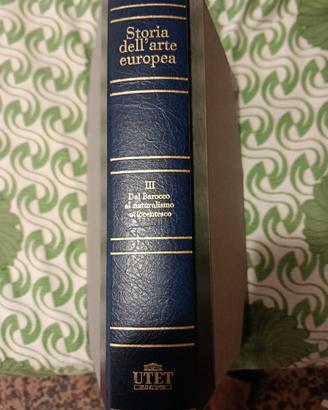 Storia
dell'arte
europea
III
Dal Barocco
al naturalismo
ottocentesco
UTET